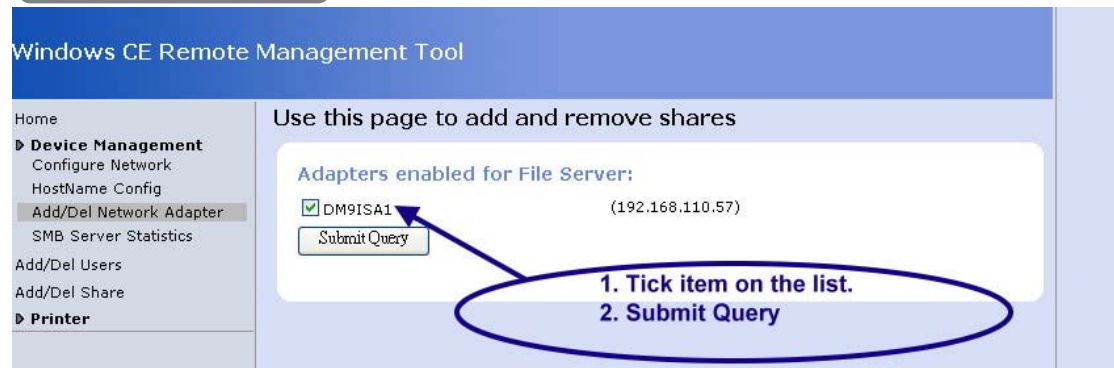 Windows CE Remote Management Tool
Home
Device Management
Configure Network
HostName Config
Add/Del Network Adapter
SMB Server Statistics
Add/Del Users
Add/Del Share
Printer
Use this page to add and remove shares
Adapters enabled for File Server:
DM9ISA1 (192.168.110.57)
Submit Query
1. Tick item on the list.
2. Submit Query